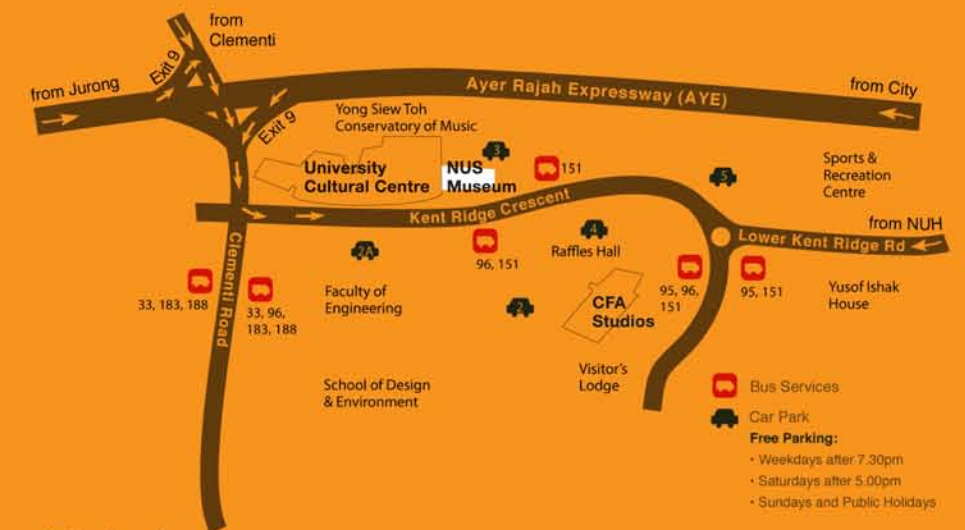 from
Clementi
Exit 9
from Jurong
Ayer Rajah Expressway (AYE)
from City
Exit 9
Yong Siew Toh
Conservatory of Music
3
151
University
Cultural Centre
NUS
Museum
5
Sports &
Recreation
Centre
Kent Ridge Crescent
from NUH
Lower Kent Ridge Rd
2A
96, 151
4
Raffles Hall
Clementi Road
33, 183, 188
33, 96,
183, 188
Faculty of
Engineering
2
CFA
Studios
95, 96,
151
95, 151
Yusof Ishak
House
School of Design
& Environment
Visitor's
Lodge
Bus Services
Car Park
Free Parking:
• Weekdays after 7.30pm
• Saturdays after 5.00pm
• Sundays and Public Holidays